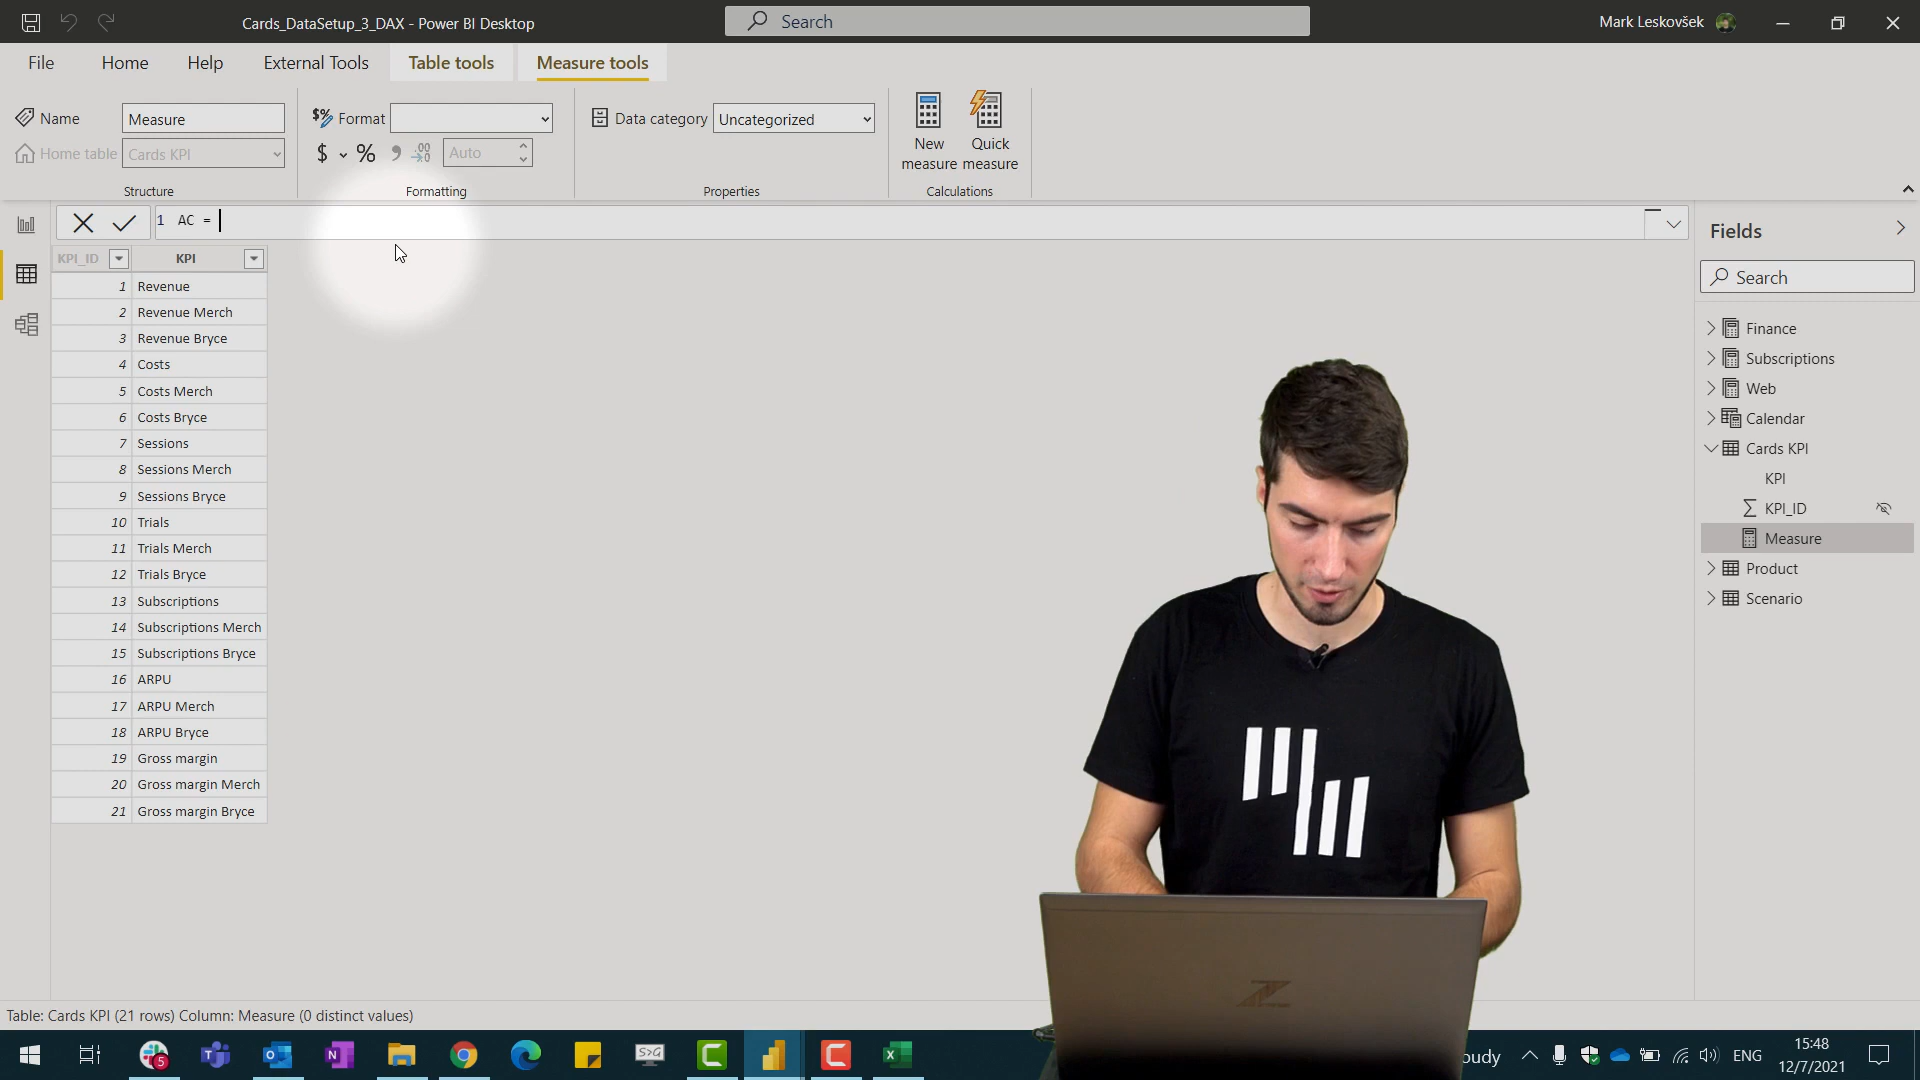 Cards_DataSetup_3_DAX - Power BI Desktop
Search
Mark Leskovšek
File
Home
Help
External Tools
Table tools
Measure tools
Name
Measure
Home table
Cards KPI
Structure
Format
$
%
Auto
Formatting
Data category
Uncategorized
Properties
New
measure
Quick
measure
Calculations
1 AC =
KPI_ID
KPI
1 Revenue
2 Revenue Merch
3 Revenue Bryce
4 Costs
5 Costs Merch
6 Costs Bryce
7 Sessions
8 Sessions Merch
9 Sessions Bryce
10 Trials
11 Trials Merch
12 Trials Bryce
13 Subscriptions
14 Subscriptions Merch
15 Subscriptions Bryce
16 ARPU
17 ARPU Merch
18 ARPU Bryce
19 Gross margin
20 Gross margin Merch
21 Gross margin Bryce
Fields
Search
Finance
Subscriptions
Web
Calendar
Cards KPI
KPI
KPI_ID
Measure
Product
Scenario
Table: Cards KPI (21 rows) Column: Measure (0 distinct values)
5
ENG
15:48
12/7/2021